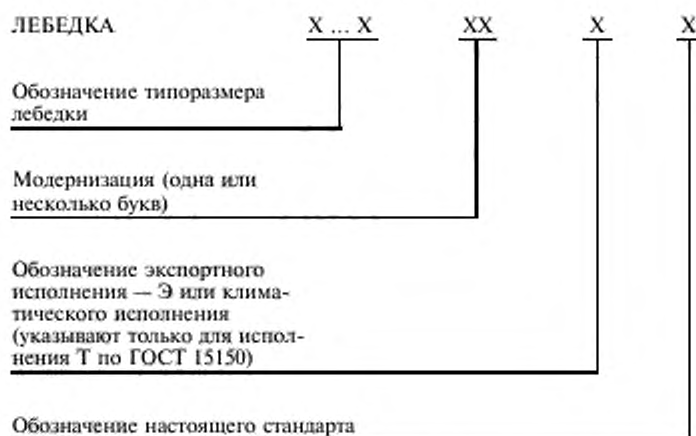 ЛЕБЕДКА X ... X XX X X
Обозначение типоразмера
лебедки
Модернизация (одна или
несколько букв)
Обозначение экспортного
исполнения — Э или клима-
тического исполнения
(указывают только для испол-
нения Т по ГОСТ 15150)
Обозначение настоящего стандарта